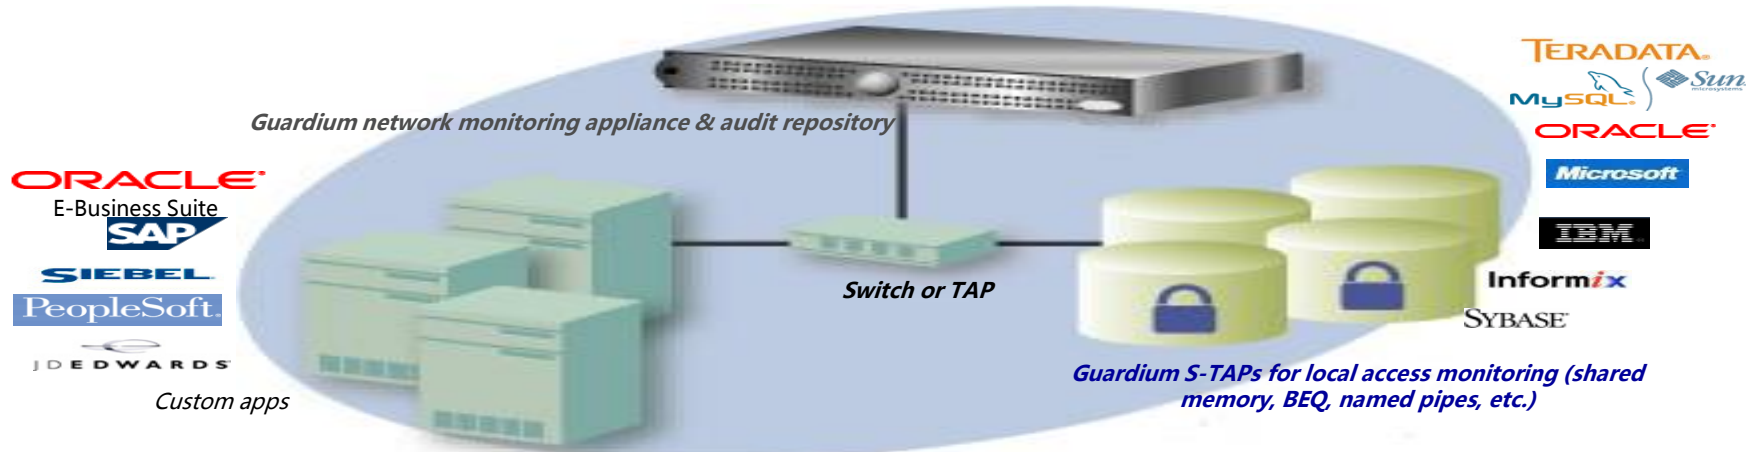 Guardium network monitoring appliance & audit repository
ORACLE®
E-Business Suite
SAP
SIEBEL.
PeopleSoft.
JDEDWARDS
Custom apps
Switch or TAP
TERADATA®
MySQL®
Sun
microsystems
ORACLE®
Microsoft
IBM
Informix
SYBASE
Guardium S-TAPs for local access monitoring (shared
memory, BEQ, named pipes, etc.)